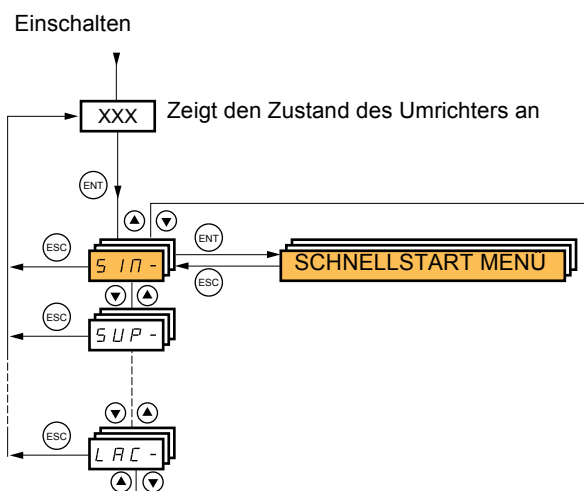 Einschalten
XXX Zeigt den Zustand des Umrichters an
ENT
ESC
SIM-
ENT
SCHNELLSTART MENÜ
ESC
ESC
SUP-
ESC
LAC-